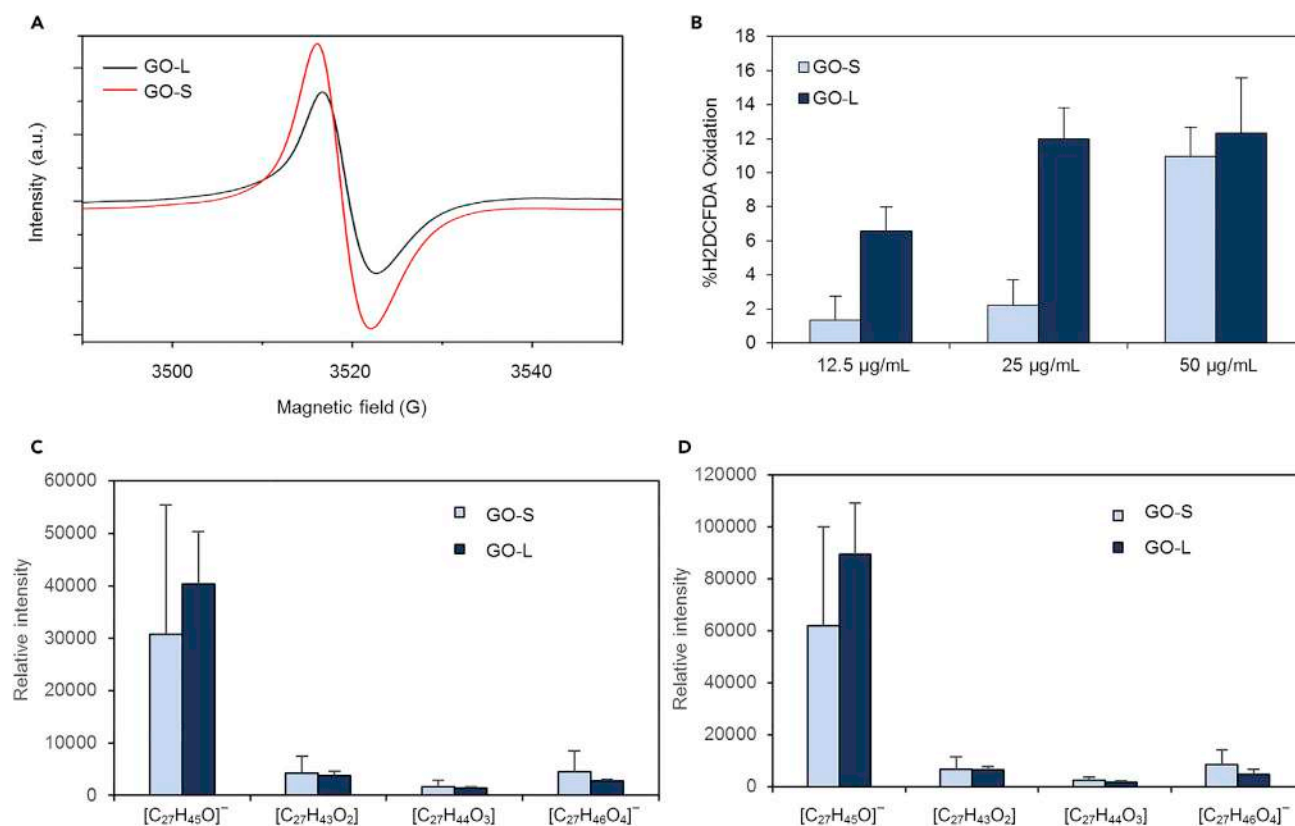 A
GO-L
GO-S
Intensity (a.u.)
3500
3520
3540
Magnetic field (G)
B
18
16
14
12
10
8
6
4
2
0
GO-S
GO-L
%H2DCFDA Oxidation
12.5 µg/mL
25 µg/mL
50 µg/mL
C
60000
50000
40000
30000
20000
10000
0
GO-S
GO-L
Relative intensity
[C₂₇H₄₅O]⁻
[C₂₇H₄₃O₂]
[C₂₇H₄₄O₃]
[C₂₇H₄₆O₄]⁻
D
120000
100000
80000
60000
40000
20000
0
GO-S
GO-L
Relative intensity
[C₂₇H₄₅O]⁻
[C₂₇H₄₃O₂]
[C₂₇H₄₄O₃]
[C₂₇H₄₆O₄]⁻